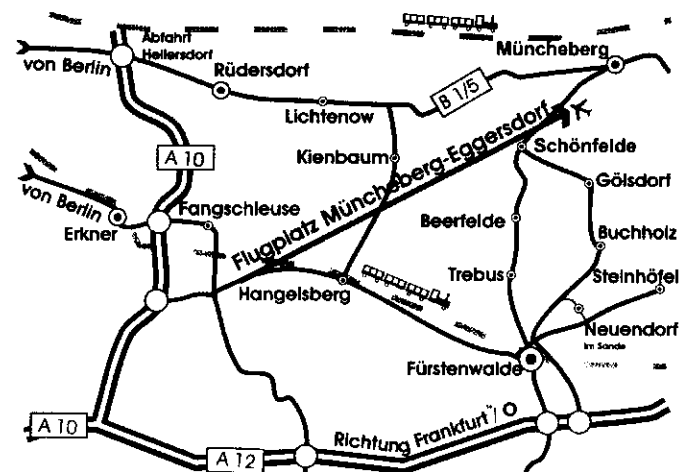 Abfahrt
Hellersdorf
Müncheberg
von Berlin
Rüdersdorf
B 1/5
Lichtenow
A 10
Kienbaum
Schönfelde
Flugplatz Müncheberg-Eggersdorf
Gölsdorf
von Berlin
Fangschleuse
Erkner
Beerfelde
Buchholz
Trebus
Steinhöfel
Hangelsberg
Neuendorf
im Sande
Fürstenwalde
A 10
Richtung Frankfurt / O
A 12